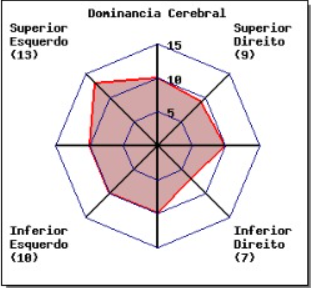 Dominancia Cerebral
Superior
Esquerdo
(13)
Superior
Direito
(9)
15
10
5
Inferior
Esquerdo
(10)
Inferior
Direito
(7)